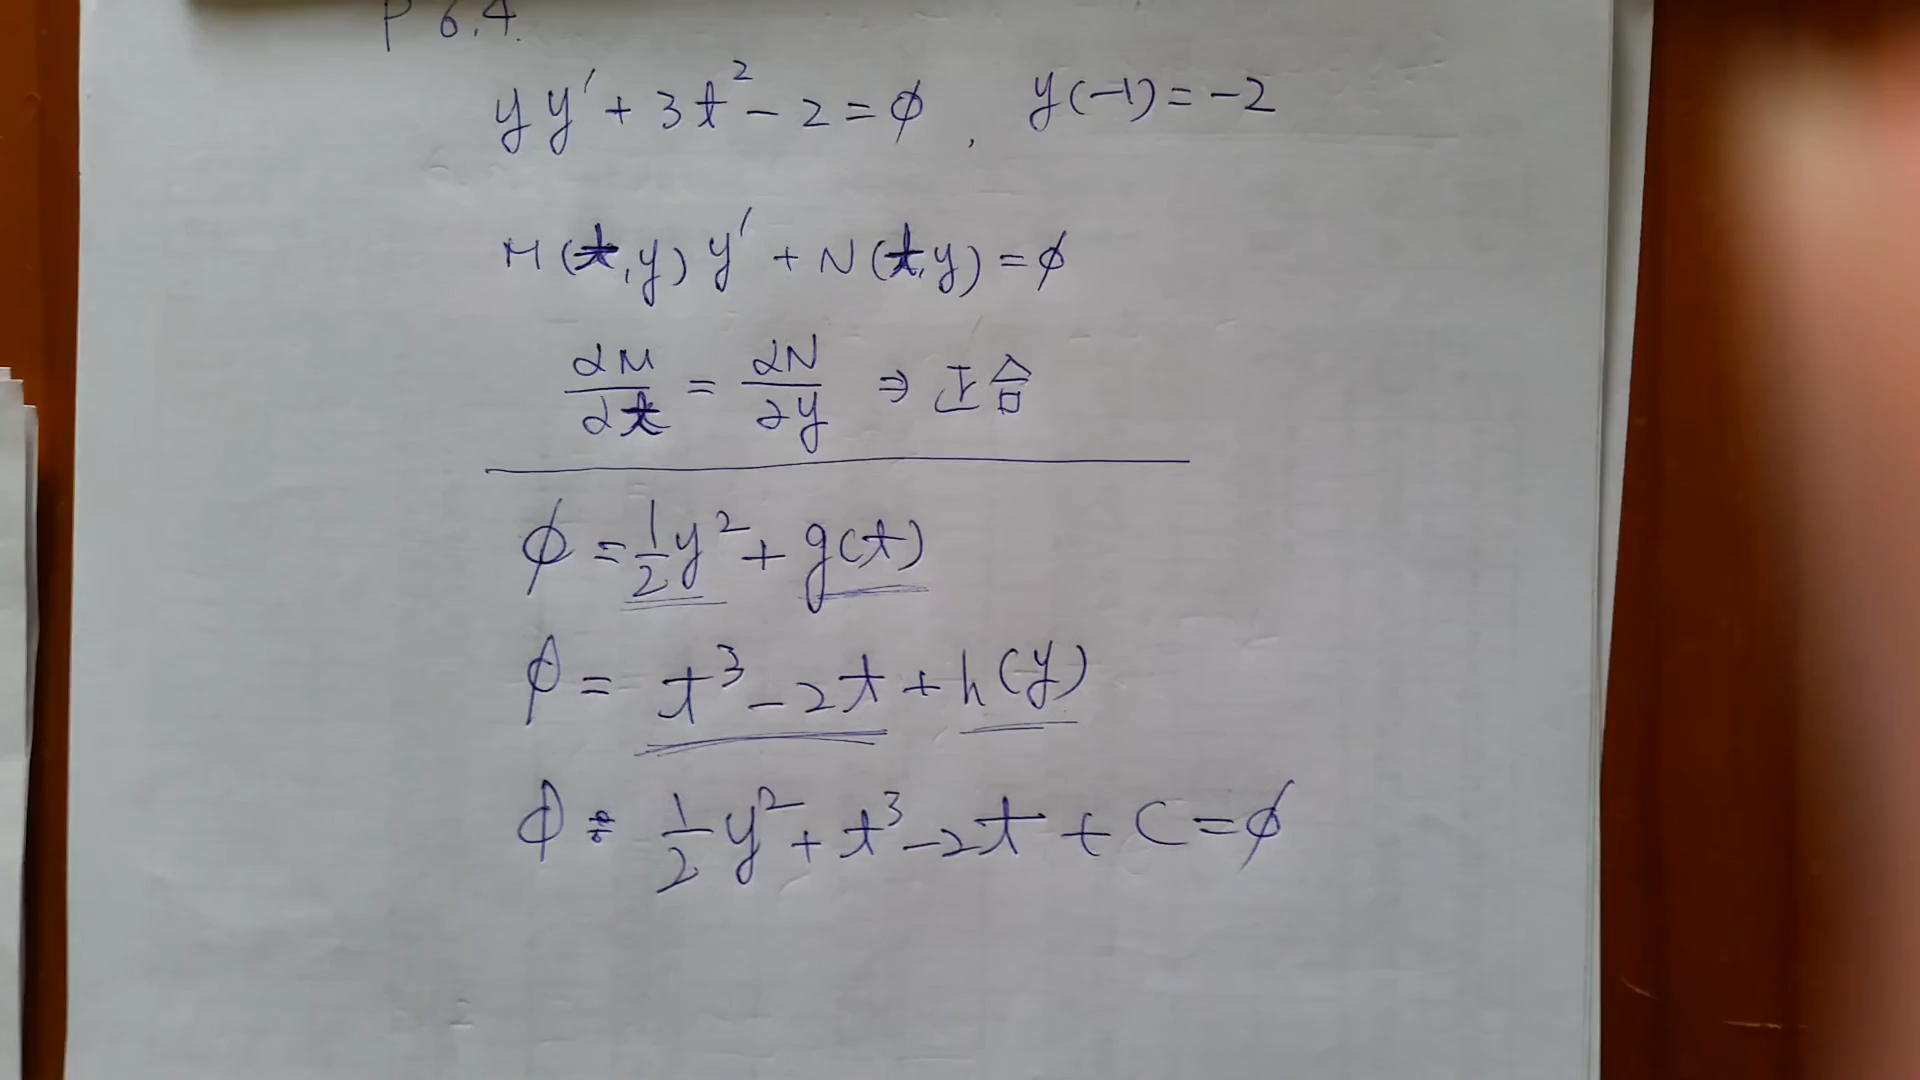 P 6.4.
yy' + 3t² - 2 = ϕ , y(-1) = -2
M(t,y) y' + N(t,y) = ϕ
∂M/∂t = ∂N/∂y ⇒ 正合
ϕ = 1/2 y² + g(t)
ϕ = t³ - 2t + h(y)
ϕ = 1/2 y² + t³ - 2t + C = ϕ